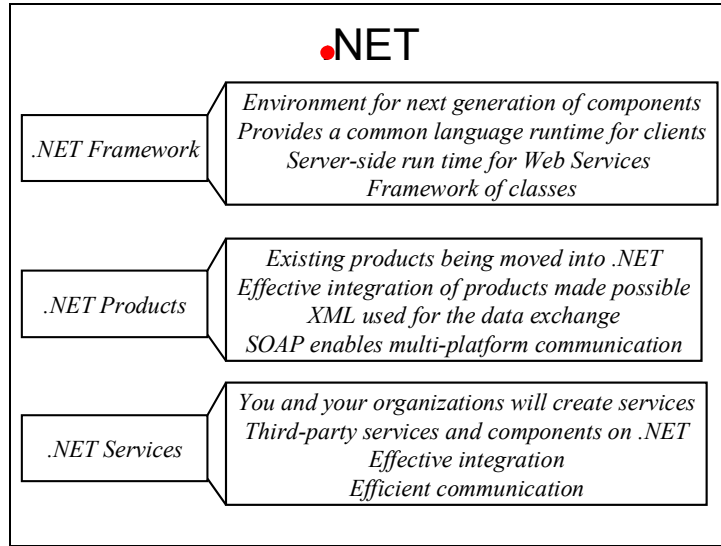 .NET
.NET Framework
Environment for next generation of components
Provides a common language runtime for clients
Server-side run time for Web Services
Framework of classes
.NET Products
Existing products being moved into .NET
Effective integration of products made possible
XML used for the data exchange
SOAP enables multi-platform communication
.NET Services
You and your organizations will create services
Third-party services and components on .NET
Effective integration
Efficient communication